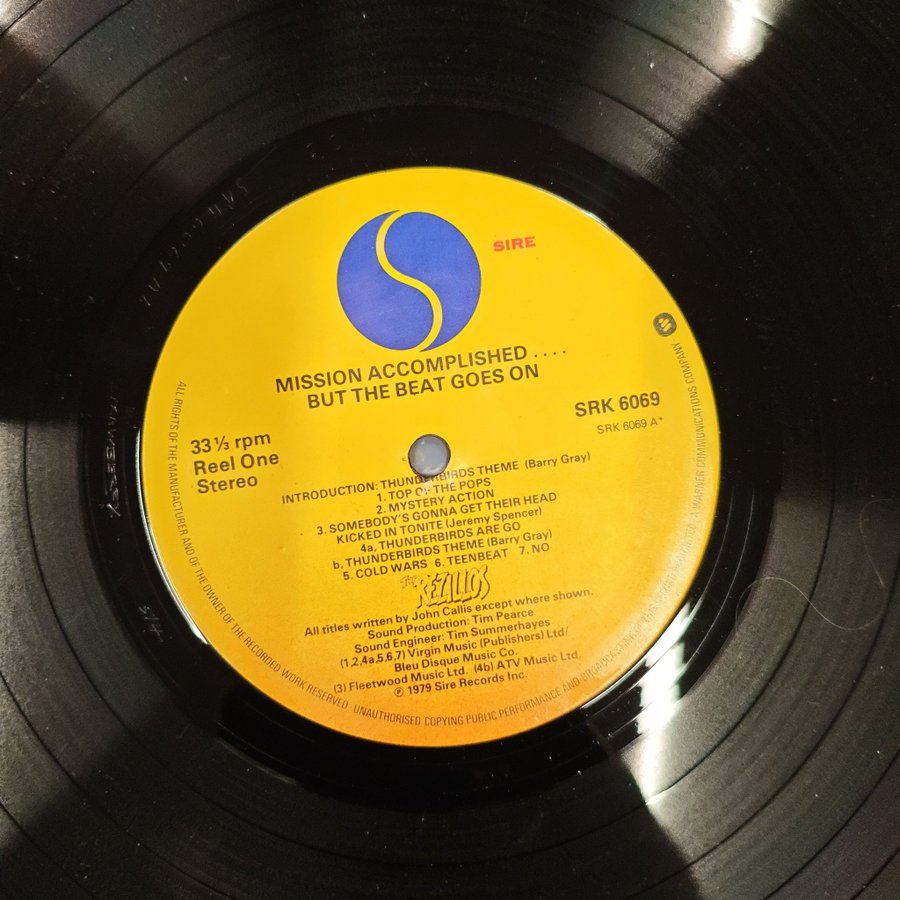 SIRE
MISSION ACCOMPLISHED ....
BUT THE BEAT GOES ON
33⅓ rpm
Reel One
Stereo
SRK 6069
SRK 6069 A*
INTRODUCTION: THUNDERBIRDS THEME (Barry Gray)
1. TOP OF THE POPS
2. MYSTERY ACTION
3. SOMEBODY'S GONNA GET THEIR HEAD
KICKED IN TONITE (Jeremy Spencer)
4a, THUNDERBIRDS ARE GO
b, THUNDERBIRDS THEME (Barry Gray)
5. COLD WARS 6. TEENBEAT 7. NO
The REZILLOS
All titles written by John Callis except where shown.
Sound Production: Tim Pearce
Sound Engineer: Tim Summerhayes
(1,2,4a,5,6,7) Virgin Music (Publishers) Ltd/
Bleu Disque Music Co.
(3) Fleetwood Music Ltd. (4b) ATV Music Ltd,
℗ 1979 Sire Records Inc.
ALL RIGHTS OF THE MANUFACTURER AND OF THE OWNER OF THE RECORDED WORK RESERVED · UNAUTHORISED COPYING PUBLIC PERFORMANCE AND BROADCASTING OF THIS RECORD PROHIBITED · A WARNER COMMUNICATIONS COMPANY